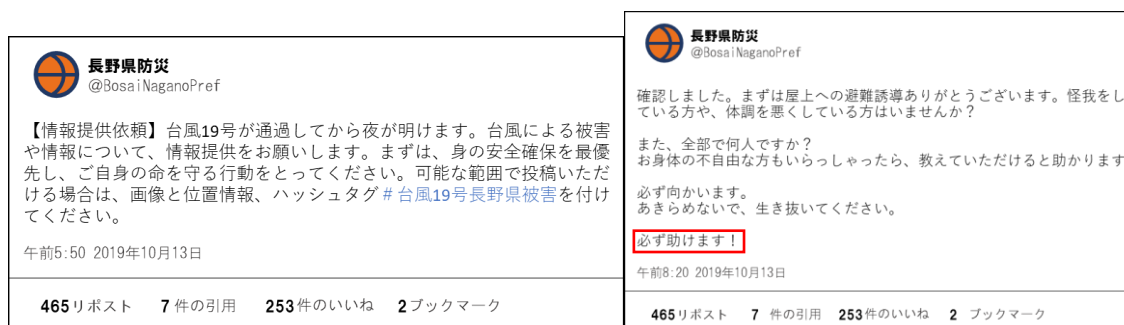 長野県防災
@BosaiNaganoPref
【情報提供依頼】台風19号が通過してから夜が明けます。台風による被害
や情報について、情報提供をお願いします。まずは、身の安全確保を最優
先し、ご自身の命を守る行動をとってください。可能な範囲で投稿いただ
ける場合は、画像と位置情報、ハッシュタグ＃台風19号長野県被害を付け
てください。
午前5:50 2019年10月13日
465リポスト 7件の引用 253件のいいね 2ブックマーク
長野県防災
@BosaiNaganoPref
確認しました。まずは屋上への避難誘導ありがとうございます。怪我をし
ている方や、体調を悪くしている方はいませんか？
また、全部で何人ですか？
お身体の不自由な方もいらっしゃったら、教えていただけると助かります
必ず向かいます。
あきらめないで、生き抜いてください。
必ず助けます！
午前8:20 2019年10月13日
465リポスト 7 件の引用 253件のいいね 2 ブックマーク